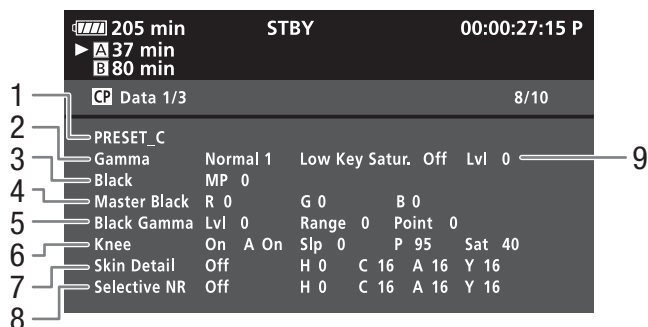 205 min STBY 00:00:27:15 P
A 37 min
B 80 min
CP Data 1/3 8/10
1 PRESET_C
2 Gamma Normal 1 Low Key Satur. Off Lvl 0 9
3 Black MP 0
4 Master Black R 0 G 0 B 0
5 Black Gamma Lvl 0 Range 0 Point 0
6 Knee On A On Slp 0 P 95 Sat 40
7 Skin Detail Off H 0 C 16 A 16 Y 16
8 Selective NR Off H 0 C 16 A 16 Y 16